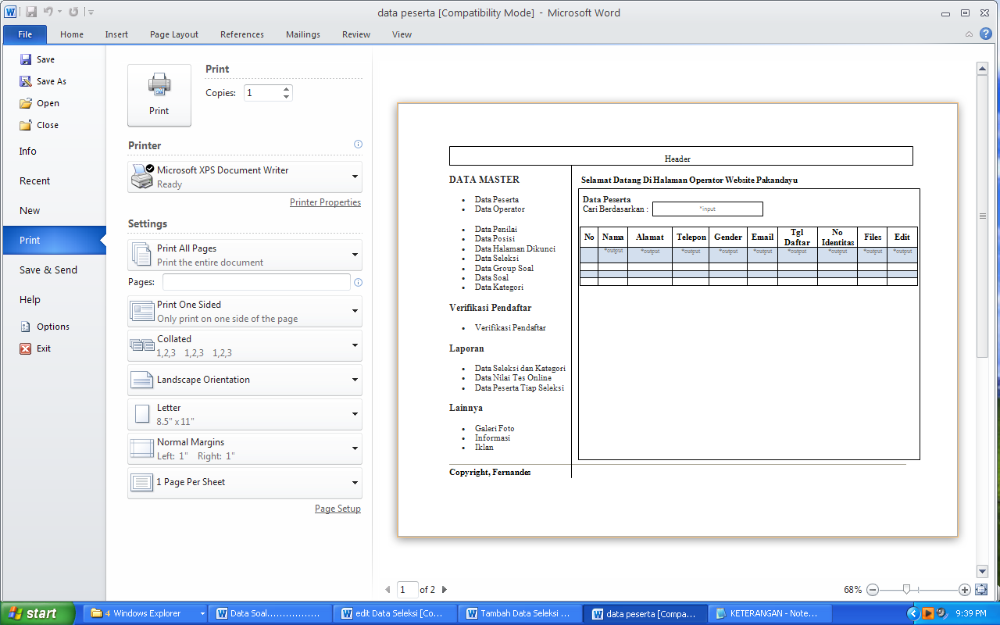 data peserta [Compatibility Mode] - Microsoft Word
File Home Insert Page Layout References Mailings Review View
Save
Save As
Open
Close
Info
Recent
New
Print
Save & Send
Help
Options
Exit
Print
Print
Copies: 1
Printer
Microsoft XPS Document Writer
Ready
Printer Properties
Settings
Print All Pages
Print the entire document
Pages:
Print One Sided
Only print on one side of the page
Collated
1,2,3 1,2,3 1,2,3
Landscape Orientation
Letter
8.5" x 11"
Normal Margins
Left: 1" Right: 1"
1 Page Per Sheet
Page Setup
Header
DATA MASTER
Data Peserta
Data Operator
Data Penilai
Data Posisi
Data Halaman Dikunci
Data Seleksi
Data Group Soal
Data Soal
Data Kategori
Verifikasi Pendaftar
Verifikasi Pendaftar
Laporan
Data Seleksi dan Kategori
Data Nilai Tes Online
Data Peserta Tiap Seleksi
Lainnya
Galeri Foto
Informasi
Iklan
Copyright, Fernandes
Selamat Datang Di Halaman Operator Website Pakandayu
Data Peserta
Cari Berdasarkan : *input
No Nama Alamat Telepon Gender Email Tgl Daftar No Identitas Files Edit
*output *output *output *output *output *output *output *output *output
1 of 2
68%
start
4 Windows Explorer
Data Soal.................
edit Data Seleksi [Co...
Tambah Data Seleksi ...
data peserta [Compa...
KETERANGAN - Note...
9:39 PM